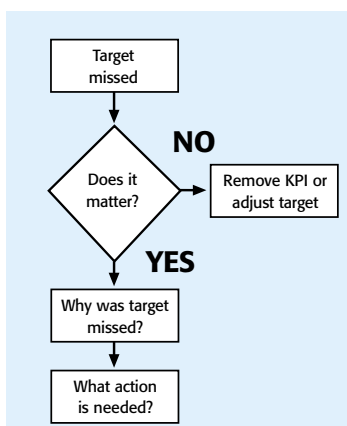 Target
missed
NO
Does it
matter?
Remove KPI or
adjust target
YES
Why was target
missed?
What action
is needed?